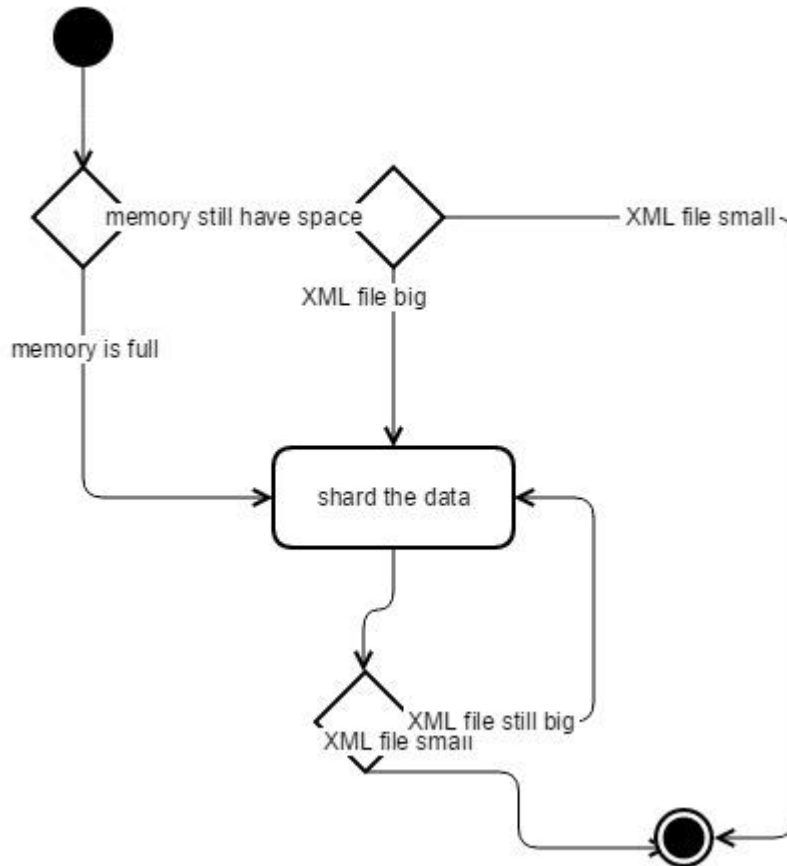 memory still have space
XML file small
XML file big
memory is full
shard the data
XML file still big
XML file small